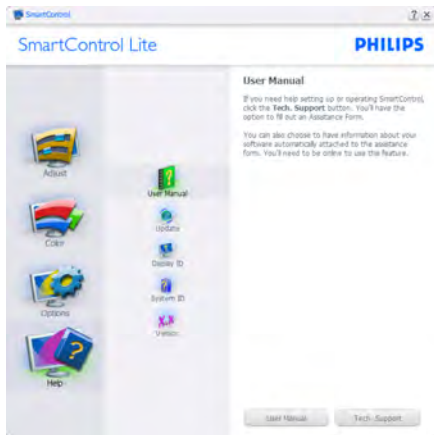 SmartControl
? x
SmartControl Lite
PHILIPS
User Manual
If you need help setting up or operating SmartControl,
click the Tech. Support button. You'll have the
option to fill out an Assistance Form.
You can also choose to have information about your
software automatically attached to the assistance
form. You'll need to be online to use this feature.
Adjust
Color
Options
Help
User Manual
Update
Display ID
System ID
Version
User Manual
Tech. Support